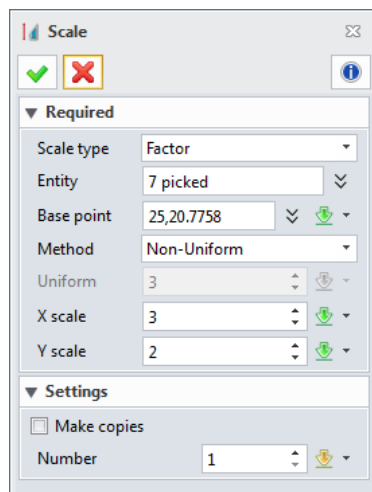 Scale
Required
Scale type Factor
Entity 7 picked
Base point 25,20.7758
Method Non-Uniform
Uniform 3
X scale 3
Y scale 2
Settings
Make copies
Number 1